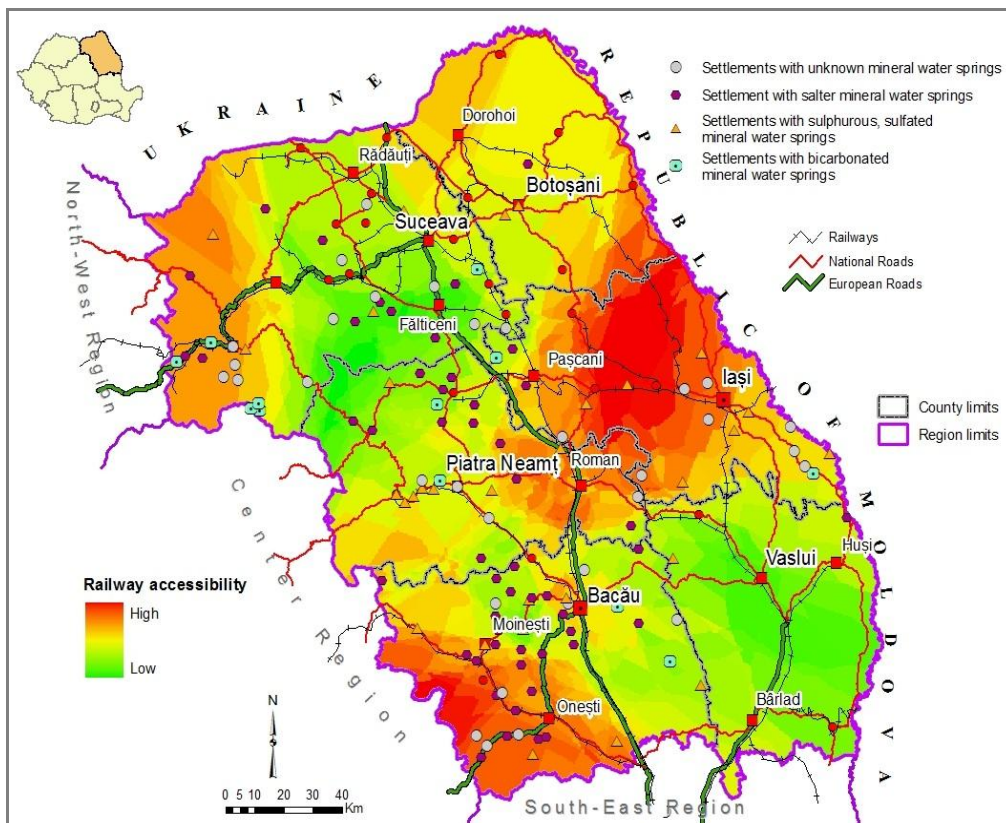 Settlements with unknown mineral water springs
Settlement with salter mineral water springs
Settlements with sulphurous, sulfated
mineral water springs
Settlements with bicarbonated
mineral water springs
Railways
National Roads
European Roads
County limits
Region limits
UKRAINE
REPUBLIC OF MOLDOVA
North-West Region
Center Region
South-East Region
Dorohoi
Rădăuți
Botoșani
Suceava
Fălticeni
Pașcani
Iași
Piatra Neamț
Roman
Vaslui
Huși
Bacău
Moinești
Onești
Bârlad
Railway accessibility
High
Low
N
0 5 10 20 30 40
Km